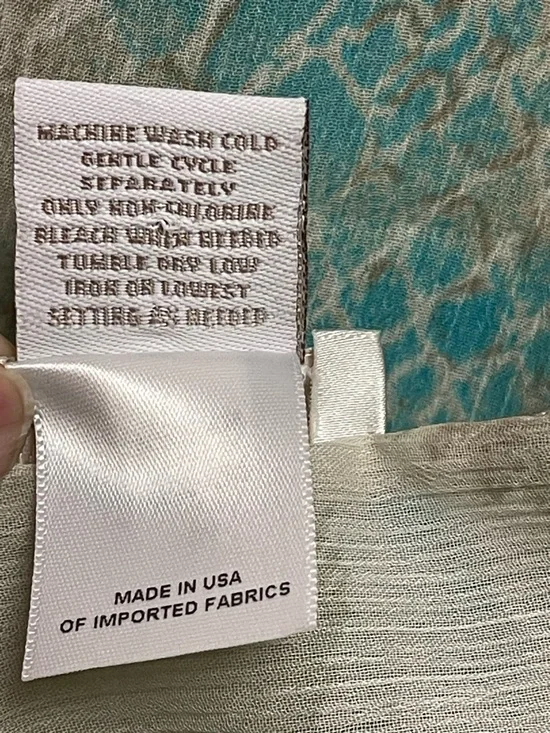 MACHINE WASH COLD
GENTLE CYCLE
SEPARATELY
ONLY NON-CHLORINE
BLEACH WHEN NEEDED
TUMBLE DRY LOW
IRON ON LOWEST
SETTING AS NEEDED
MADE IN USA
OF IMPORTED FABRICS